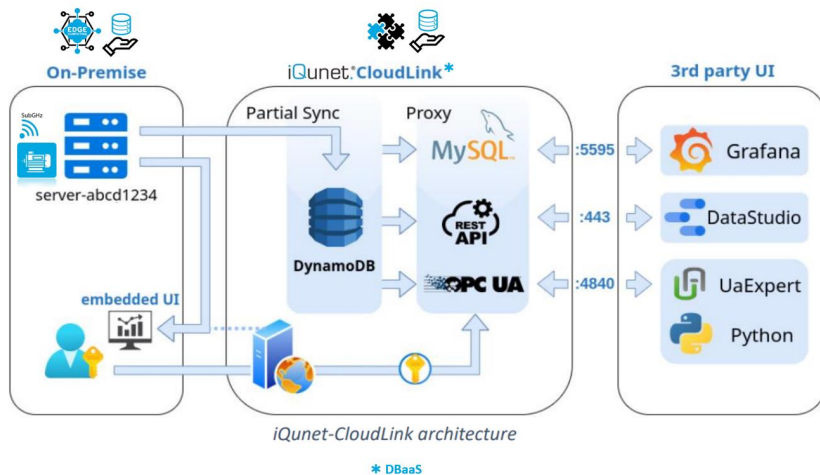 EDGE
On-Premise
iQunet CloudLink*
3rd party UI
SubGHz
server-abcd1234
embedded UI
Partial Sync
Proxy
MySQL
DynamoDB
REST
API
OPC UA
:5595
:443
:4840
Grafana
DataStudio
UaExpert
Python
iQunet-CloudLink architecture
* DBaaS